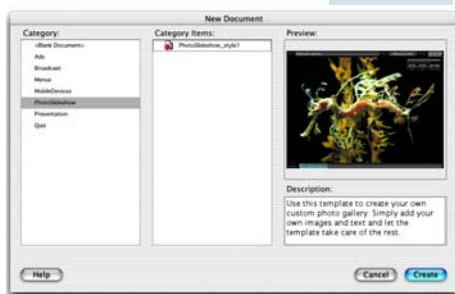 New Document
Category:
Category Items:
Preview:
<Blank Document>
Ads
Broadcast
Menus
MobileDevices
PhotoSlideshow
Presentation
Quiz
PhotoSlideshow_style1
Description:
Use this template to create your own
custom photo gallery. Simply add your
own images and text and let the
template take care of the rest.
Help
Cancel
Create